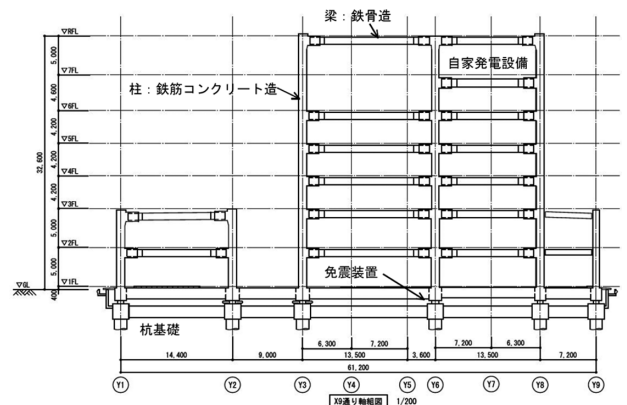 梁：鉄骨造
▽RFL
5,000
自家発電設備
▽7FL
柱：鉄筋コンクリート造
4,600
▽6FL
4,200
▽5FL
32,600
4,200
▽4FL
4,200
▽3FL
5,000
▽2FL
5,000
免震装置
▽GL
▽1FL
400
杭基礎
6,300
7,200
7,200
6,300
14,400
9,000
13,500
3,600
13,500
7,200
61,200
Y1
Y2
Y3
Y4
Y5
Y6
Y7
Y8
Y9
X9通り軸組図
1/200